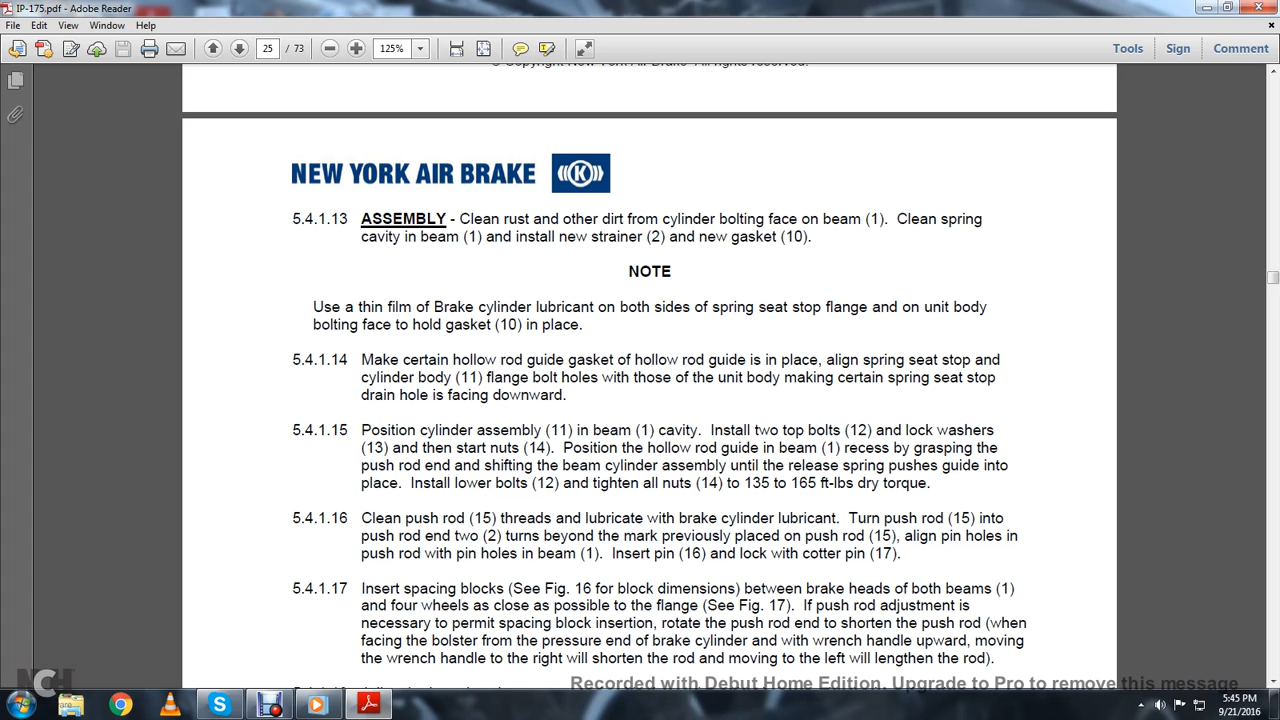 IP-175.pdf - Adobe Reader
File Edit View Window Help
25 / 73 125% Tools Sign Comment
© Copyright New York Air Brake All rights reserved.
NEW YORK AIR BRAKE K
5.4.1.13 ASSEMBLY - Clean rust and other dirt from cylinder bolting face on beam (1). Clean spring
cavity in beam (1) and install new strainer (2) and new gasket (10).
NOTE
Use a thin film of Brake cylinder lubricant on both sides of spring seat stop flange and on unit body
bolting face to hold gasket (10) in place.
5.4.1.14 Make certain hollow rod guide gasket of hollow rod guide is in place, align spring seat stop and
cylinder body (11) flange bolt holes with those of the unit body making certain spring seat stop
drain hole is facing downward.
5.4.1.15 Position cylinder assembly (11) in beam (1) cavity. Install two top bolts (12) and lock washers
(13) and then start nuts (14). Position the hollow rod guide in beam (1) recess by grasping the
push rod end and shifting the beam cylinder assembly until the release spring pushes guide into
place. Install lower bolts (12) and tighten all nuts (14) to 135 to 165 ft-lbs dry torque.
5.4.1.16 Clean push rod (15) threads and lubricate with brake cylinder lubricant. Turn push rod (15) into
push rod end two (2) turns beyond the mark previously placed on push rod (15), align pin holes in
push rod with pin holes in beam (1). Insert pin (16) and lock with cotter pin (17).
5.4.1.17 Insert spacing blocks (See Fig. 16 for block dimensions) between brake heads of both beams (1)
and four wheels as close as possible to the flange (See Fig. 17). If push rod adjustment is
necessary to permit spacing block insertion, rotate the push rod end to shorten the push rod (when
facing the bolster from the pressure end of brake cylinder and with wrench handle upward, moving
the wrench handle to the right will shorten the rod and moving to the left will lengthen the rod).
NCH
Recorded with Debut Home Edition. Upgrade to Pro to remove this message
5:45 PM
9/21/2016